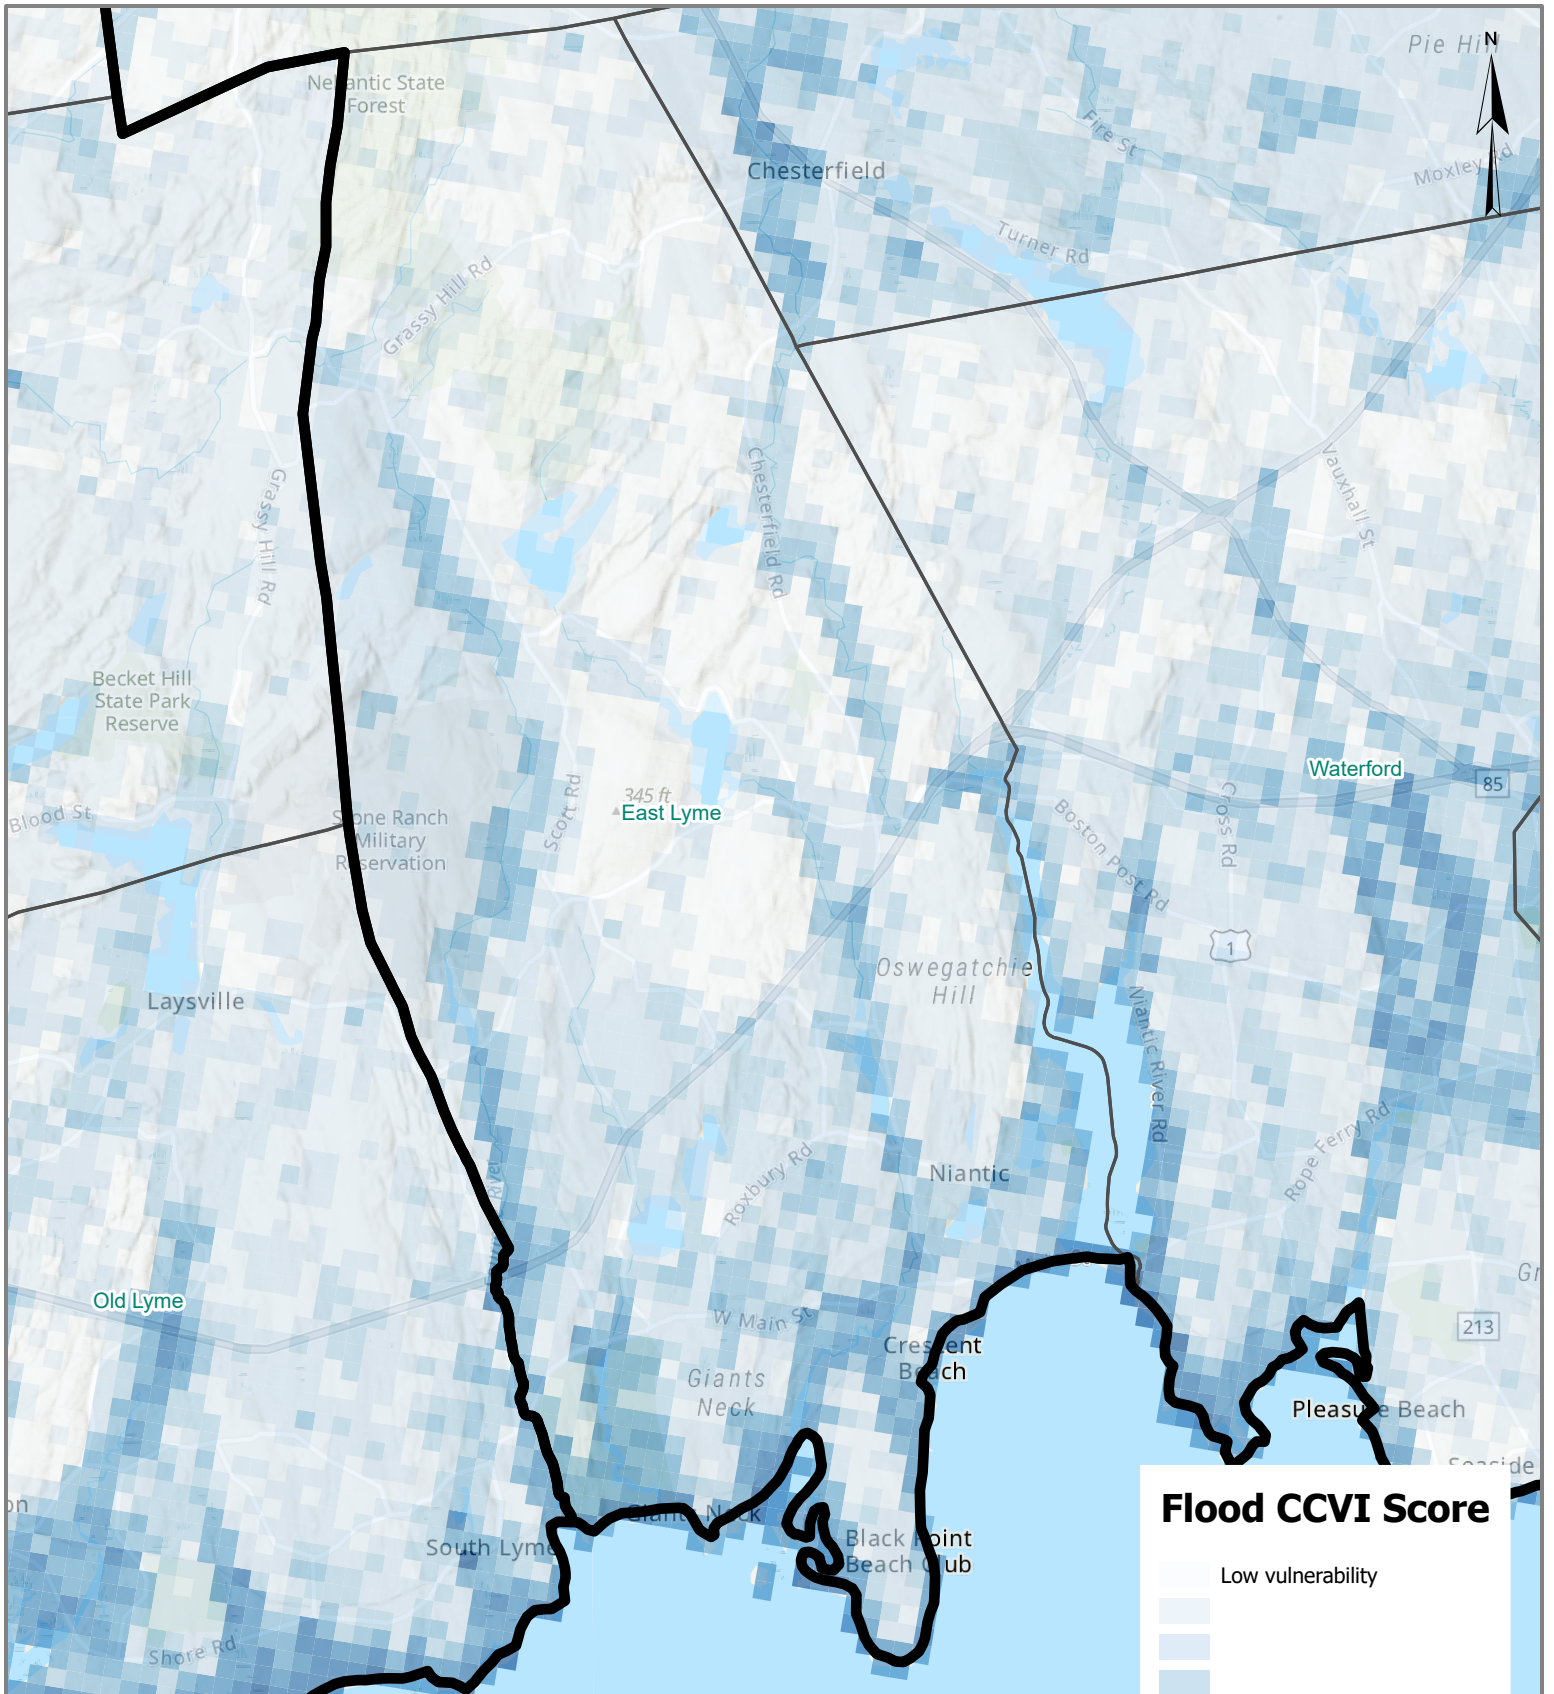 Pie Hill
N
Nehantic State
Forest
Fire St
Chesterfield
Moxley Rd
Turner Rd
Grassy Hill Rd
Vauxhall St
Chesterfield Rd
Grassy Hill Rd
Becket Hill
State Park
Reserve
Waterford
85
345 ft
East Lyme
Scott Rd
Blood St
Stone Ranch
Military
Reservation
Cross Rd
Boston Post Rd
1
Oswegatchie
Hill
Laysville
Niantic River Rd
Rope Ferry Rd
Niantic
Roxbury Rd
River
Old Lyme
W Main St
213
Crescent
Beach
Giants
Neck
Pleasure Beach
Seaside
on
Giants Neck
Black Point
Beach Club
South Lyme
Shore Rd
Flood CCVI Score
Low vulnerability